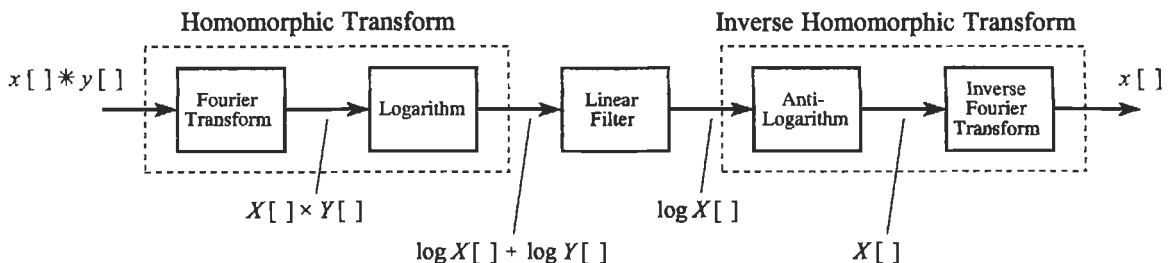 Homomorphic Transform
Inverse Homomorphic Transform
x[ ] * y[ ]
Fourier
Transform
Logarithm
Linear
Filter
Anti-
Logarithm
Inverse
Fourier
Transform
x[ ]
X[ ] × Y[ ]
log X[ ] + log Y[ ]
log X[ ]
X[ ]